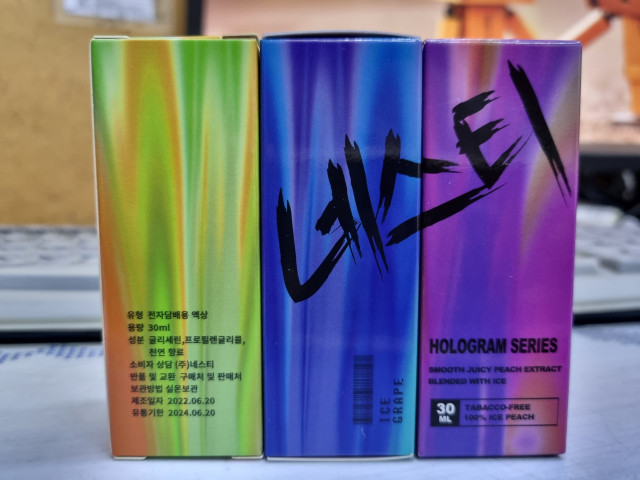 유형 전자담배용 액상
용량 30ml
성분 글리세린,프로필렌글리콜,
천연 향료
소비자 상담 (주)네스티
반품 및 교환 구매처 및 판매처
보관방법 실온보관
제조일자 2022.06.20
유통기한 2024.06.20
네스티
ICE
GRAPE
HOLOGRAM SERIES
SMOOTH JUICY PEACH EXTRACT
BLENDED WITH ICE
30
ML
TABACCO-FREE
100% ICE PEACH